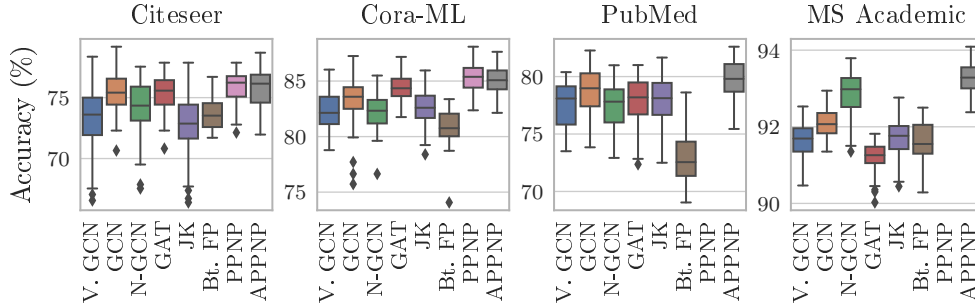 Citeseer
Cora-ML
PubMed
MS Academic
Accuracy (%)
75
70
85
80
75
80
75
70
94
92
90
V. GCN
GCN
N-GCN
GAT
JK
Bt. FP
PPNP
APPNP
V. GCN
GCN
N-GCN
GAT
JK
Bt. FP
PPNP
APPNP
V. GCN
GCN
N-GCN
GAT
JK
Bt. FP
PPNP
APPNP
V. GCN
GCN
N-GCN
GAT
JK
Bt. FP
PPNP
APPNP